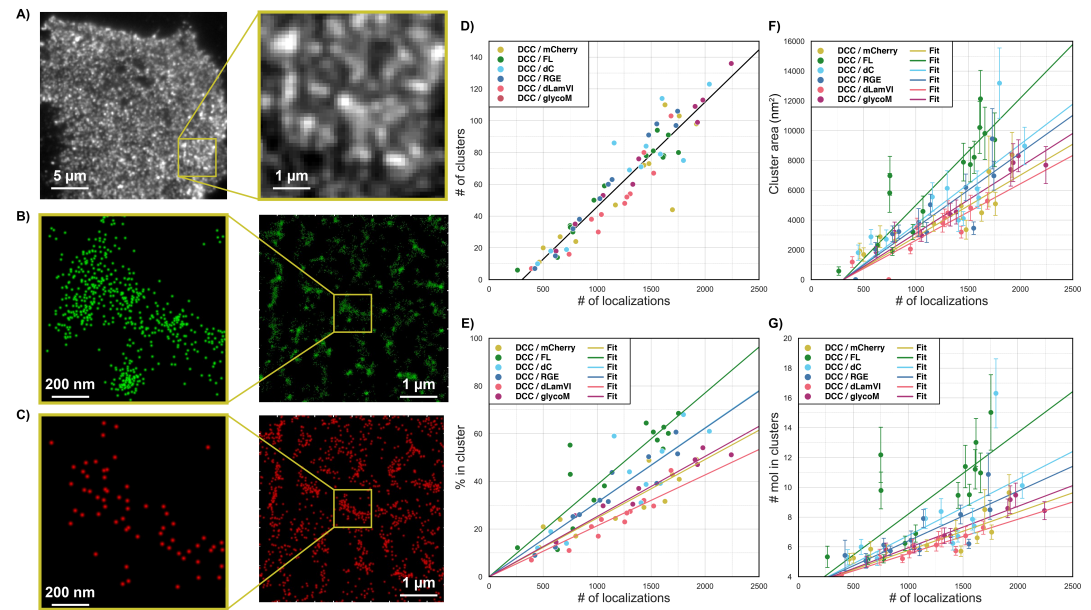 A)
5 µm
1 µm
B)
200 nm
1 µm
C)
200 nm
1 µm
D)
# of clusters
140
120
100
80
60
40
20
0
DCC / mCherry
DCC / FL
DCC / dC
DCC / RGE
DCC / dLamVI
DCC / glycoM
0 500 1000 1500 2000 2500
# of localizations
E)
% in cluster
100
80
60
40
20
0
DCC / mCherry Fit
DCC / FL Fit
DCC / dC Fit
DCC / RGE Fit
DCC / dLamVI Fit
DCC / glycoM Fit
0 500 1000 1500 2000 2500
# of localizations
F)
Cluster area (nm²)
16000
14000
12000
10000
8000
6000
4000
2000
0
DCC / mCherry Fit
DCC / FL Fit
DCC / dC Fit
DCC / RGE Fit
DCC / dLamVI Fit
DCC / glycoM Fit
0 500 1000 1500 2000 2500
# of localizations
G)
# mol in clusters
20
18
16
14
12
10
8
6
4
DCC / mCherry Fit
DCC / FL Fit
DCC / dC Fit
DCC / RGE Fit
DCC / dLamVI Fit
DCC / glycoM Fit
0 500 1000 1500 2000 2500
# of localizations